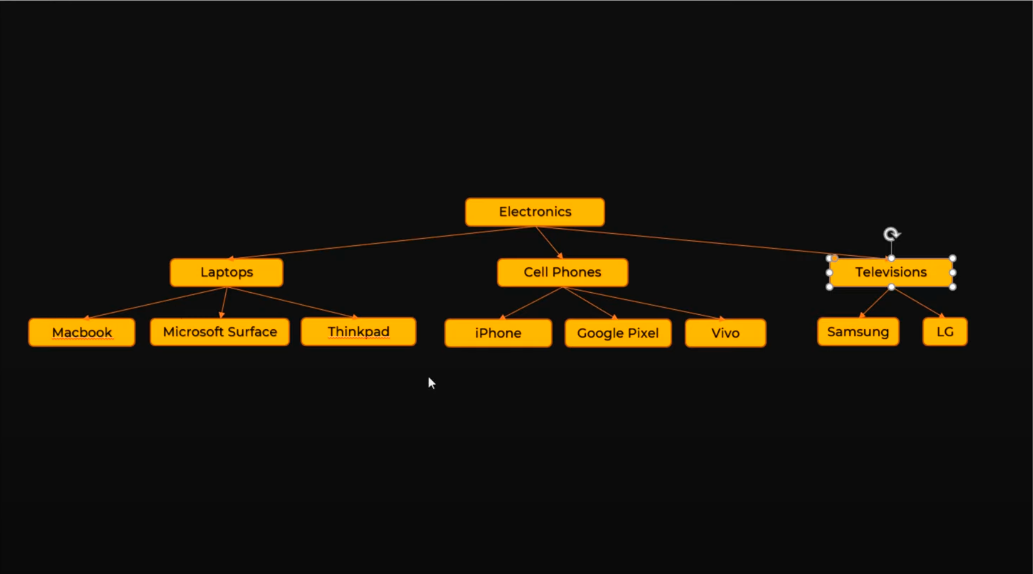 Electronics
Laptops
Cell Phones
Televisions
Macbook
Microsoft Surface
Thinkpad
iPhone
Google Pixel
Vivo
Samsung
LG